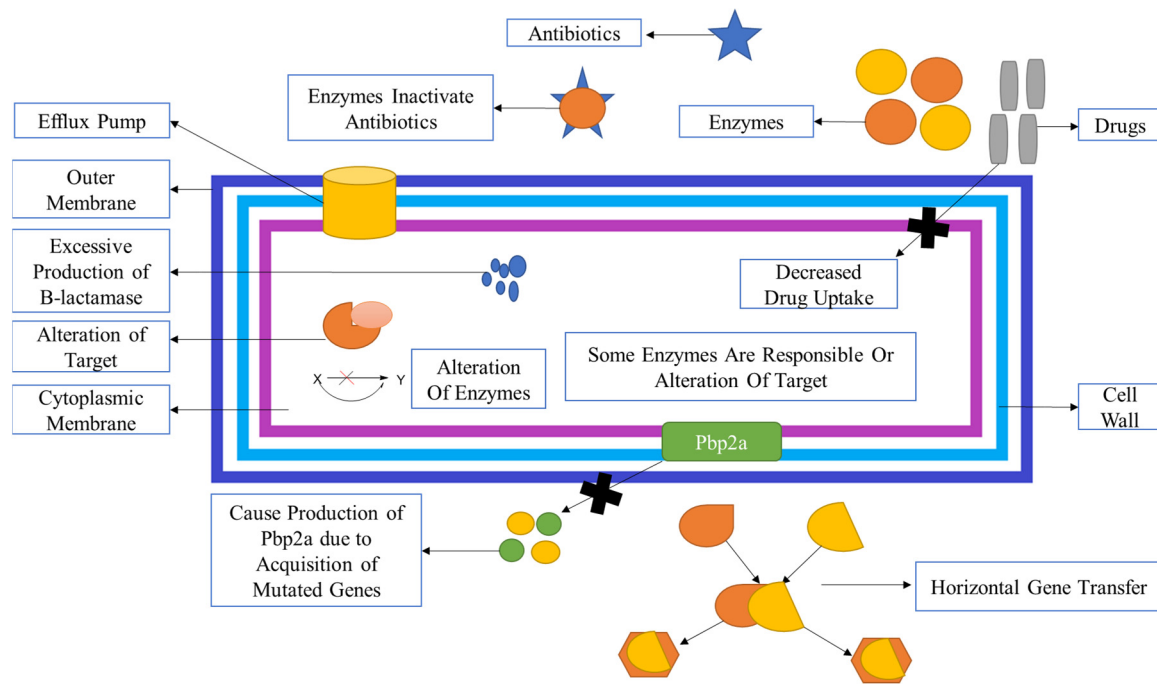 Antibiotics
Enzymes Inactivate
Antibiotics
Enzymes
Drugs
Efflux Pump
Outer
Membrane
Excessive
Production of
B-lactamase
Alteration of
Target
Cytoplasmic
Membrane
X
Y
Alteration
Of Enzymes
Decreased
Drug Uptake
Some Enzymes Are Responsible Or
Alteration Of Target
Cell
Wall
Pbp2a
Cause Production of
Pbp2a due to
Acquisition of
Mutated Genes
Horizontal Gene Transfer